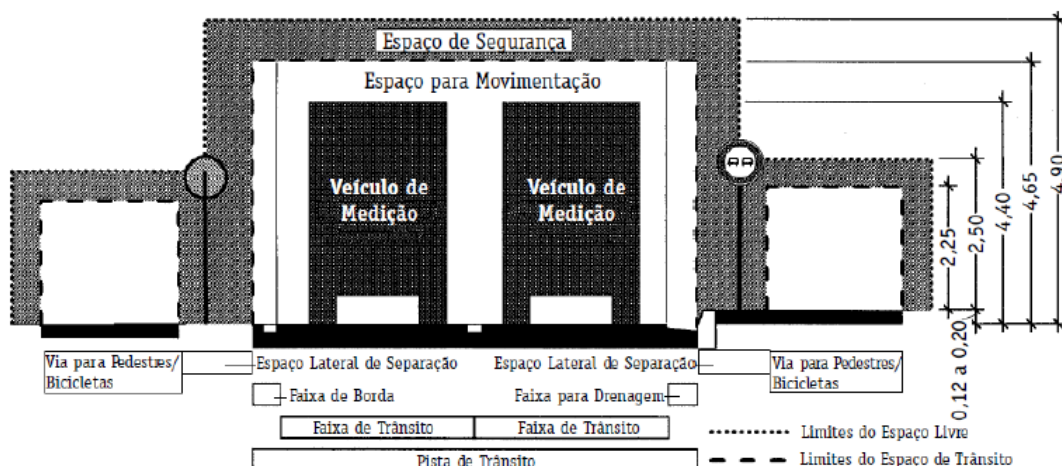 Espaço de Segurança
Espaço para Movimentação
Veículo de
Medição
Veículo de
Medição
2,25
2,50
4,40
4,65
4,90
0,12 a 0,20
Via para Pedestres/
Bicicletas
Espaço Lateral de Separação
Espaço Lateral de Separação
Via para Pedestres/
Bicicletas
Faixa de Borda
Faixa para Drenagem
Faixa de Trânsito
Faixa de Trânsito
Pista de Trânsito
Limites do Espaço Livre
Limites do Espaço de Trânsito